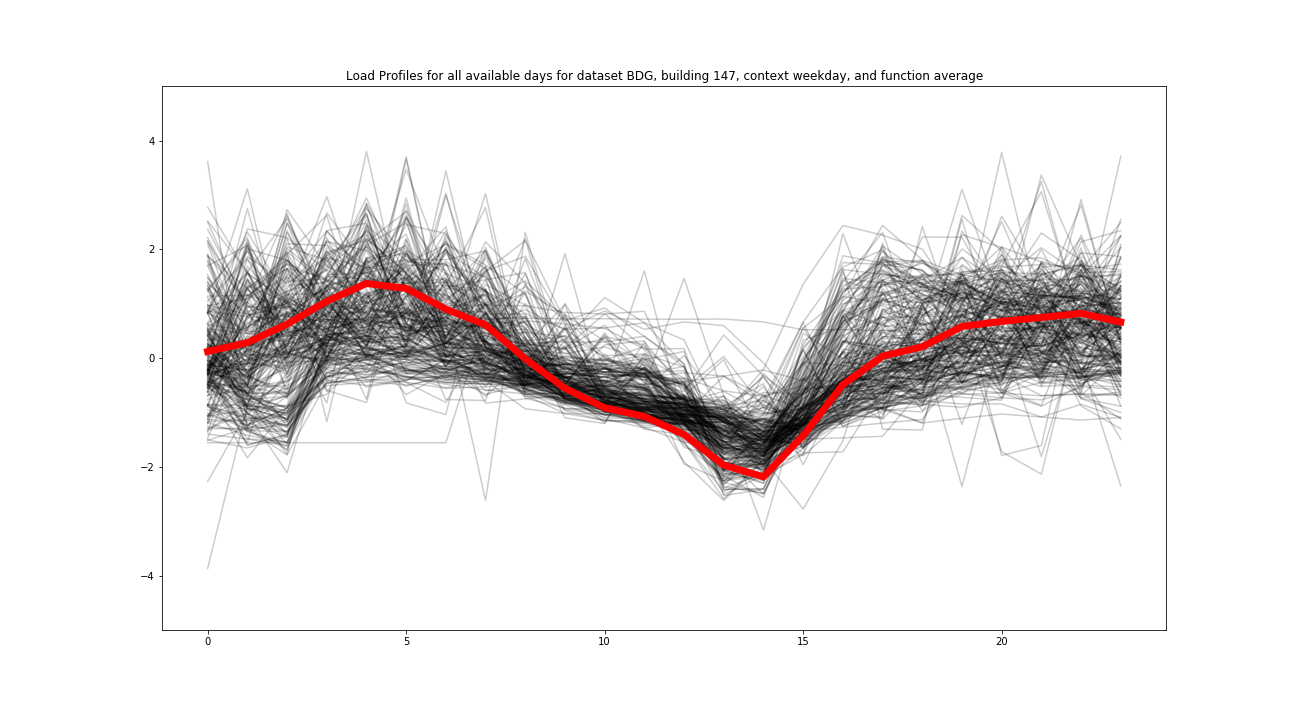 Load Profiles for all available days for dataset BDG, building 147, context weekday, and function average
4
2
0
−2
−4
0 5 10 15 20